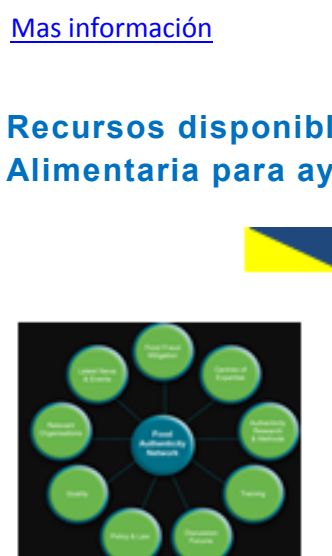 Mas información
Recursos disponibl
Alimentaria para ay
Food Fraud
Mitigation
Latest News
& Events
Centres of
Expertise
Relevant
Organisations
Food
Authenticity
Network
Authenticity
Research
& Methods
Quality
Training
Policy & Law
Discussion
Forums